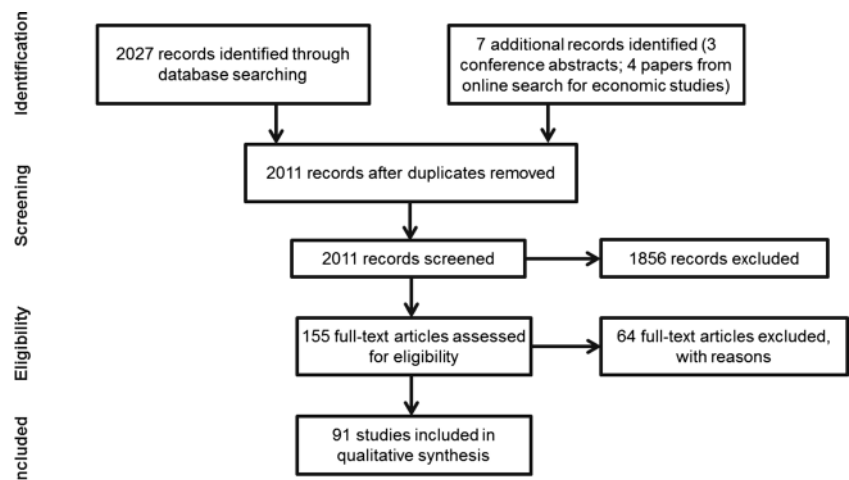 Identification
2027 records identified through
database searching
7 additional records identified (3
conference abstracts; 4 papers from
online search for economic studies)
Screening
2011 records after duplicates removed
2011 records screened
1856 records excluded
Eligibility
155 full-text articles assessed
for eligibility
64 full-text articles excluded,
with reasons
ncluded
91 studies included in
qualitative synthesis